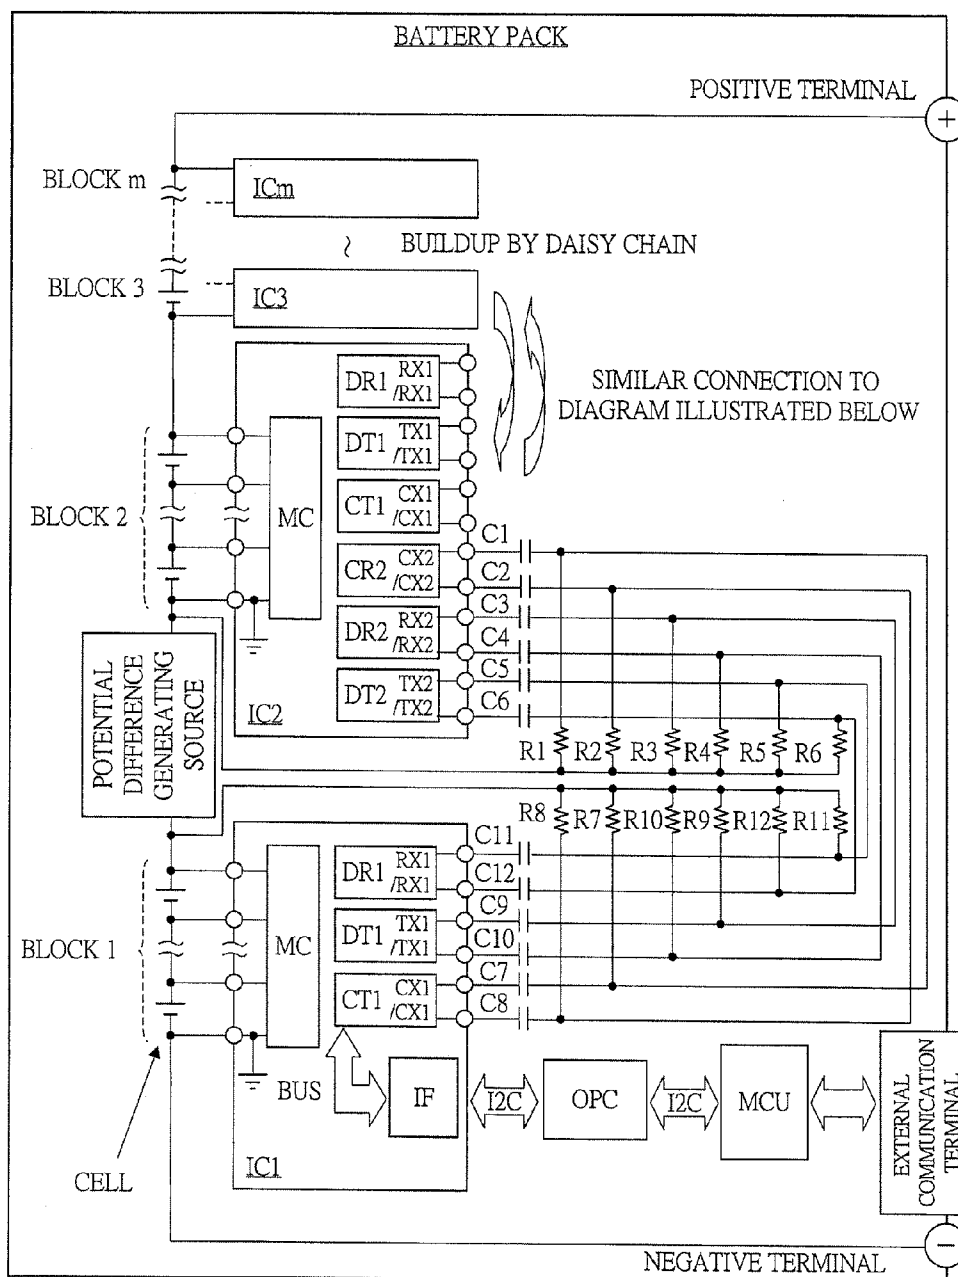 BATTERY PACK
POSITIVE TERMINAL
+
BLOCK m
ICm
BUILDUP BY DAISY CHAIN
BLOCK 3
IC3
SIMILAR CONNECTION TO
DIAGRAM ILLUSTRATED BELOW
DR1 RX1
/RX1
DT1 TX1
/TX1
CT1 CX1
/CX1
CR2 CX2
/CX2
DR2 RX2
/RX2
DT2 TX2
/TX2
MC
BLOCK 2
IC2
C1
C2
C3
C4
C5
C6
POTENTIAL
DIFFERENCE
GENERATING
SOURCE
R1 R2 R3 R4 R5 R6
R8 R7 R10 R9 R12 R11
C11
C12
C9
C10
C7
C8
DR1 RX1
/RX1
DT1 TX1
/TX1
CT1 CX1
/CX1
MC
BLOCK 1
BUS
IF
I2C
OPC
I2C
MCU
EXTERNAL
COMMUNICATION
TERMINAL
IC1
CELL
NEGATIVE TERMINAL
−